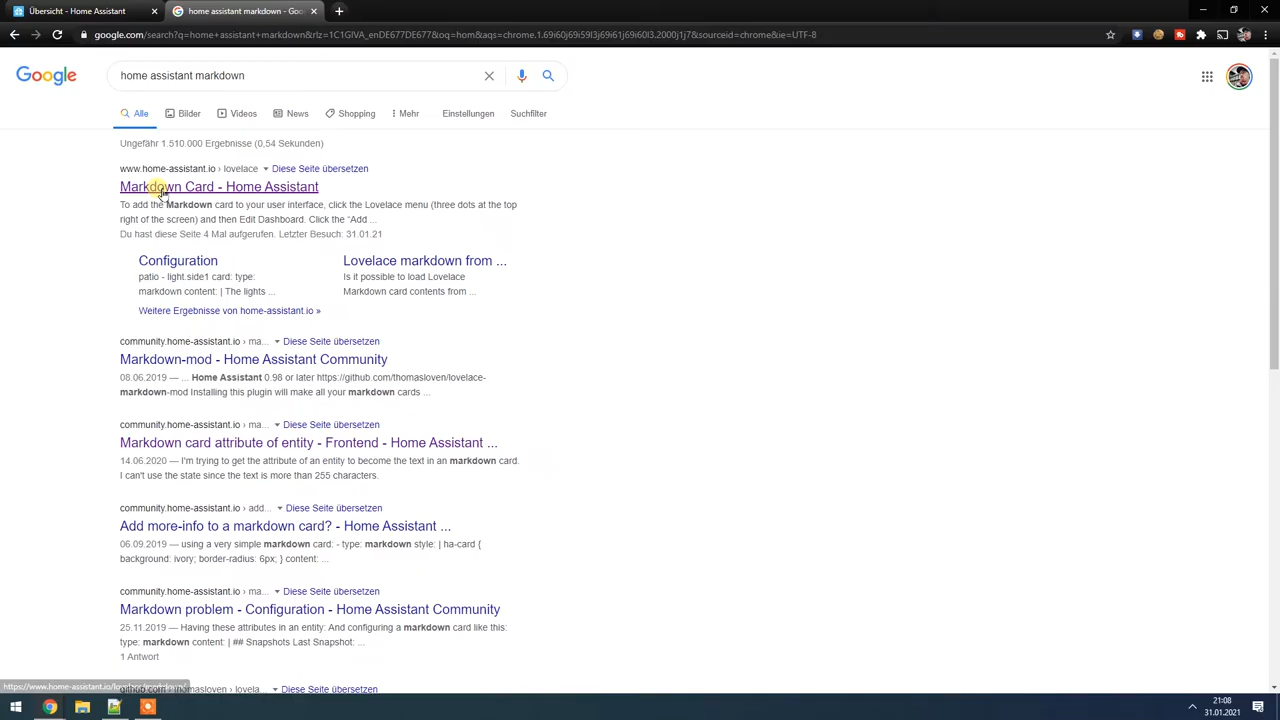 Übersicht - Home Assistant
home assistant markdown - Goo
google.com/search?q=home+assistant+markdown&rlz=1C1GIVA_enDE677DE677&oq=hom&aqs=chrome.1.69i60j69i59l3j69i61j69i60l3.2000j1j7&sourceid=chrome&ie=UTF-8
Google
home assistant markdown
Alle Bilder Videos News Shopping Mehr Einstellungen Suchfilter
Ungefähr 1.510.000 Ergebnisse (0,54 Sekunden)
www.home-assistant.io › lovelace Diese Seite übersetzen
Markdown Card - Home Assistant
To add the Markdown card to your user interface, click the Lovelace menu (three dots at the top
right of the screen) and then Edit Dashboard. Click the “Add ...
Du hast diese Seite 4 Mal aufgerufen. Letzter Besuch: 31.01.21
Configuration
patio - light.side1 card: type:
markdown content: | The lights ...
Lovelace markdown from ...
Is it possible to load Lovelace
Markdown card contents from ...
Weitere Ergebnisse von home-assistant.io »
community.home-assistant.io › ma... Diese Seite übersetzen
Markdown-mod - Home Assistant Community
08.06.2019 — ... Home Assistant 0.98 or later https://github.com/thomasloven/lovelace-
markdown-mod Installing this plugin will make all your markdown cards ...
community.home-assistant.io › ma... Diese Seite übersetzen
Markdown card attribute of entity - Frontend - Home Assistant ...
14.06.2020 — I'm trying to get the attribute of an entity to become the text in an markdown card.
I can't use the state since the text is more than 255 characters.
community.home-assistant.io › add... Diese Seite übersetzen
Add more-info to a markdown card? - Home Assistant ...
06.09.2019 — using a very simple markdown card: - type: markdown style: | ha-card {
background: ivory; border-radius: 6px; } content: ...
community.home-assistant.io › ma... Diese Seite übersetzen
Markdown problem - Configuration - Home Assistant Community
25.11.2019 — Having these attributes in an entity: And configuring a markdown card like this:
type: markdown content: | ## Snapshots Last Snapshot: ...
1 Antwort
github.com › thomasloven › lovela... Diese Seite übersetzen
https://www.home-assistant.io/lovelace/markdown/
21:08
31.01.2021